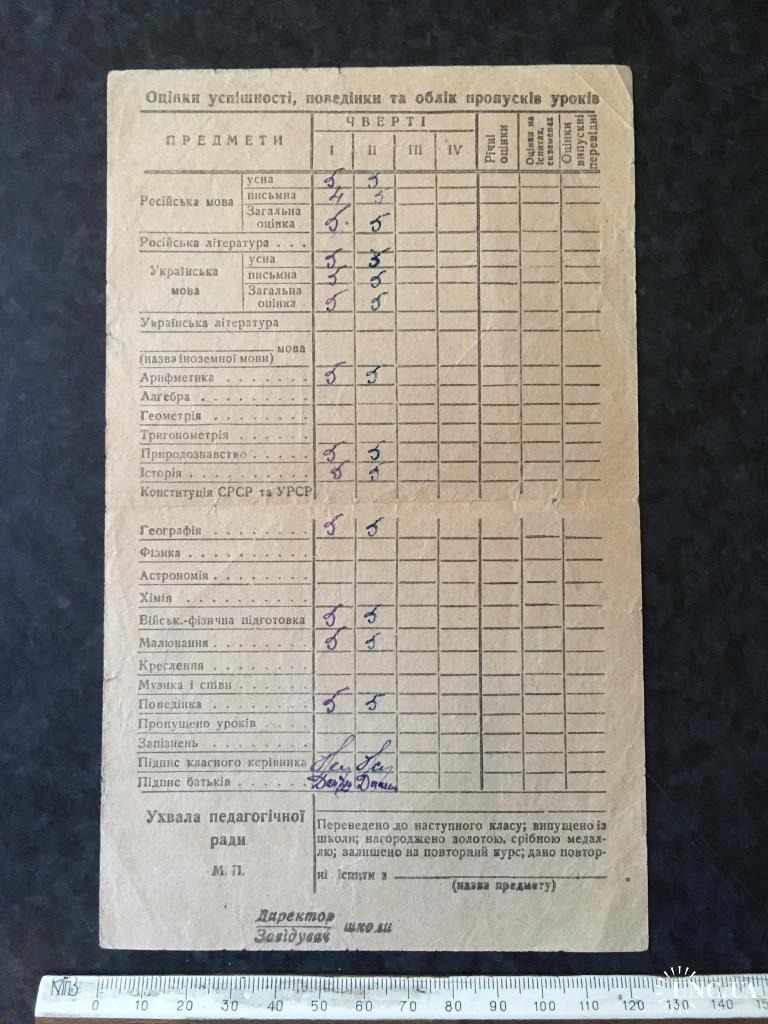 Оцінки успішності, поведінки та облік пропусків уроків
ПРЕДМЕТИ
ЧВЕРТІ
I II III IV
Річні оцінки
Оцінки на іспитах, екзаменах
Оцінки випускні перевідні
Російська мова
усна 5 5
письмна 4 5
Загальна оцінка 5. 5
Російська література . . .
Українська мова
усна 5 5
письмна 5 5
Загальна оцінка 5 5
Українська література
мова
(назва іноземної мови)
Арифметика . . . . . . . 5 5
Алгебра . . . . . . . . .
Геометрія . . . . . . . .
Тригонометрія . . . . . .
Природознавство . . . . . 5 5
Історія . . . . . . . . . 5 5
Конституція СРСР та УРСР
Географія . . . . . . . . 5 5
Фізика . . . . . . . . . .
Астрономія . . . . . . . .
Хімія . . . . . . . . . .
Військ.-фізична підготовка 5 5
Малювання . . . . . . . . 5 5
Креслення . . . . . . . .
Музика і співи . . . . . .
Поведінка . . . . . . . . 5 5
Пропущено уроків . . . .
Запізнень . . . . . . . .
Підпис класного керівника
Підпис батьків . . . . . .
Ухвала педагогічної
ради
М. П.
Переведено до наступного класу; випущено із
школи; нагороджено золотою, срібною медал-
лю; залишено на повторний курс; дано повтор-
ні іспити з
(назва предмету)
Директор
Завідувач
школи
0 10 20 30 40 50 60 70 80 90 100 110 120 130 140
UNC.UA